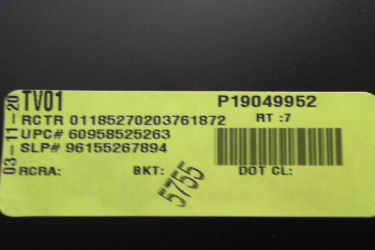 TV01
P19049952
RCTR 01185270203761872
RT :7
UPC# 60958525263
SLP# 96155267894
RCRA:
BKT:
DOT CL:
5755
03-11-20